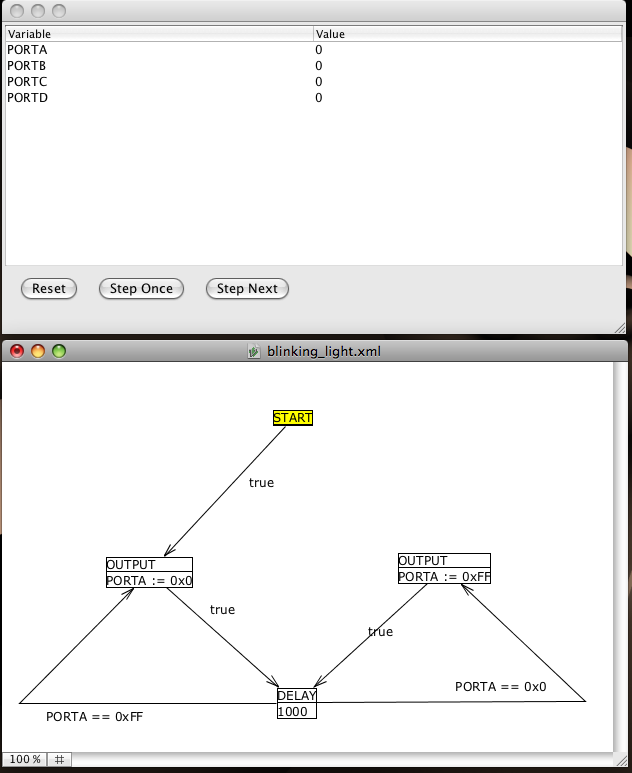 Variable Value
PORTA 0
PORTB 0
PORTC 0
PORTD 0
Reset Step Once Step Next
blinking_light.xml
START
true
OUTPUT
PORTA := 0x0
OUTPUT
PORTA := 0xFF
true
true
DELAY
1000
PORTA == 0x0
PORTA == 0xFF
100 %